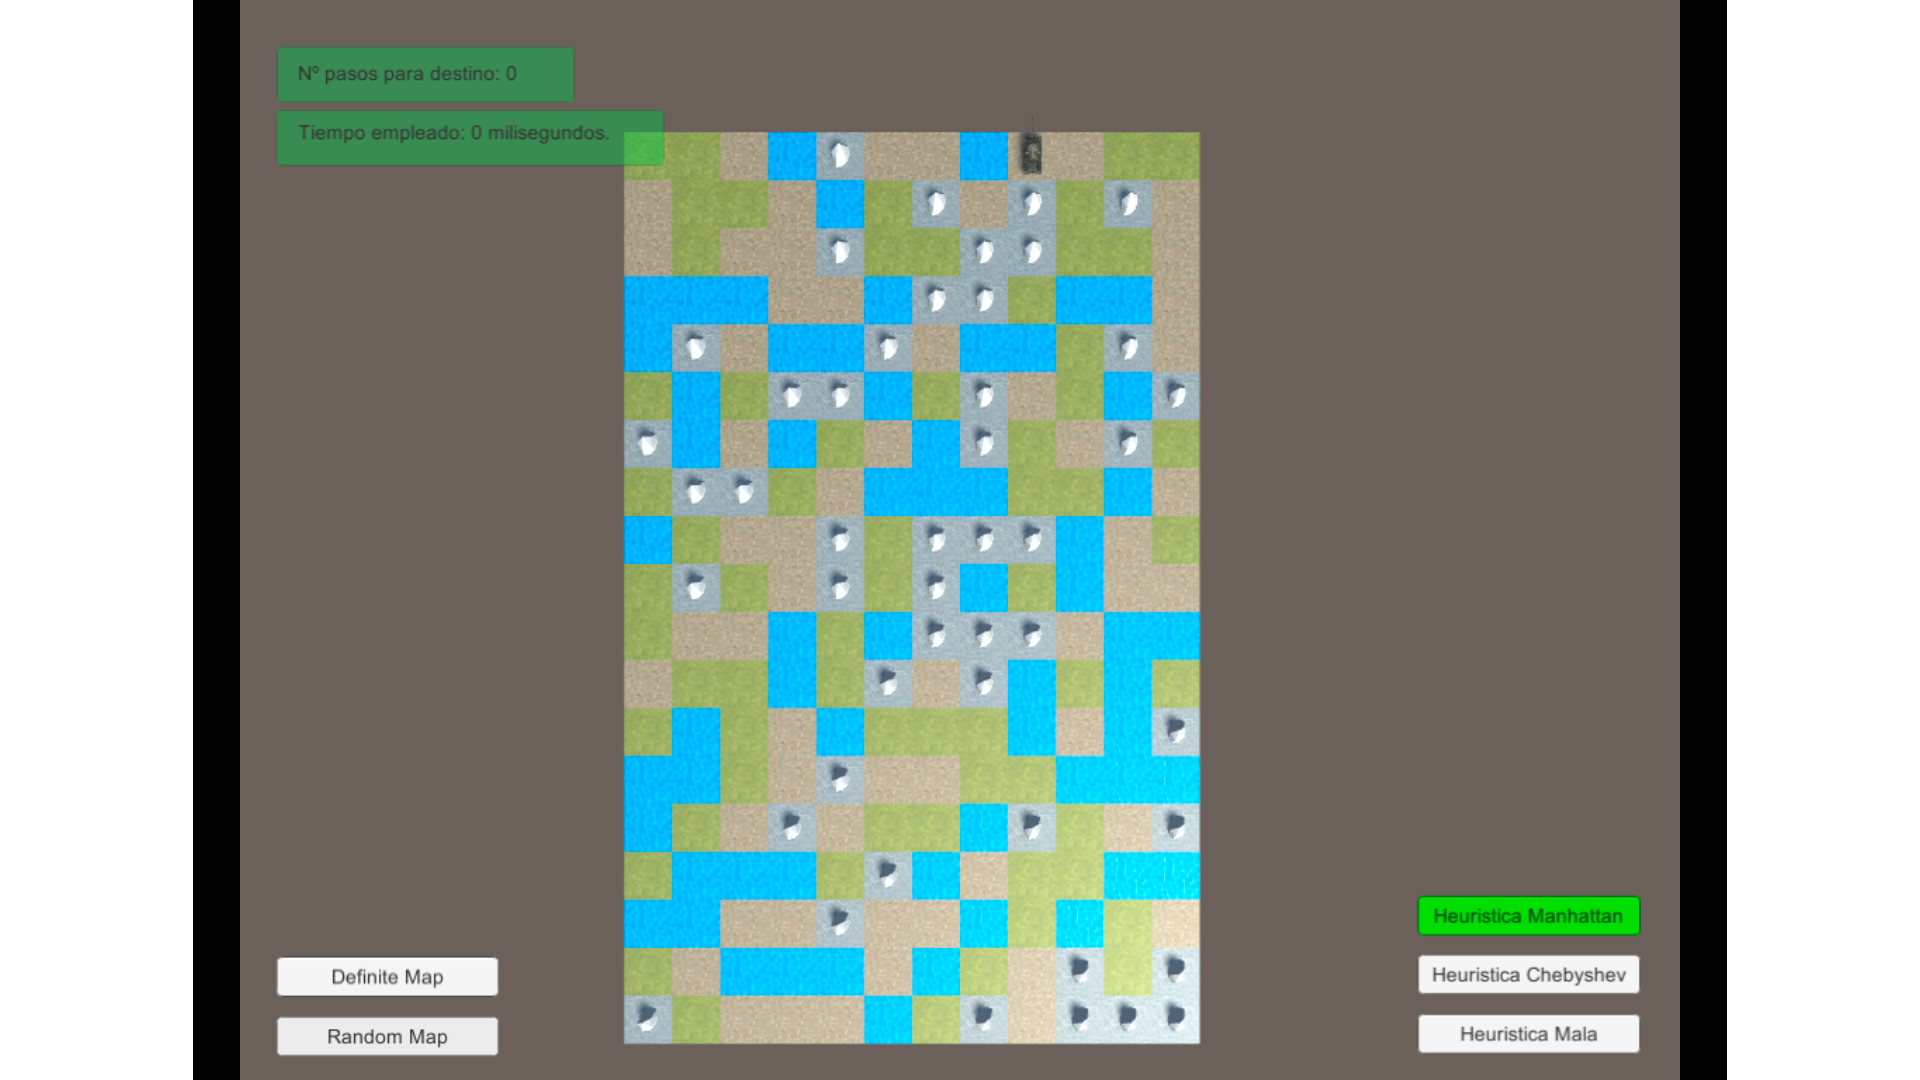 Nº pasos para destino: 0
Tiempo empleado: 0 milisegundos.
Heuristica Manhattan
Definite Map
Heuristica Chebyshev
Random Map
Heuristica Mala